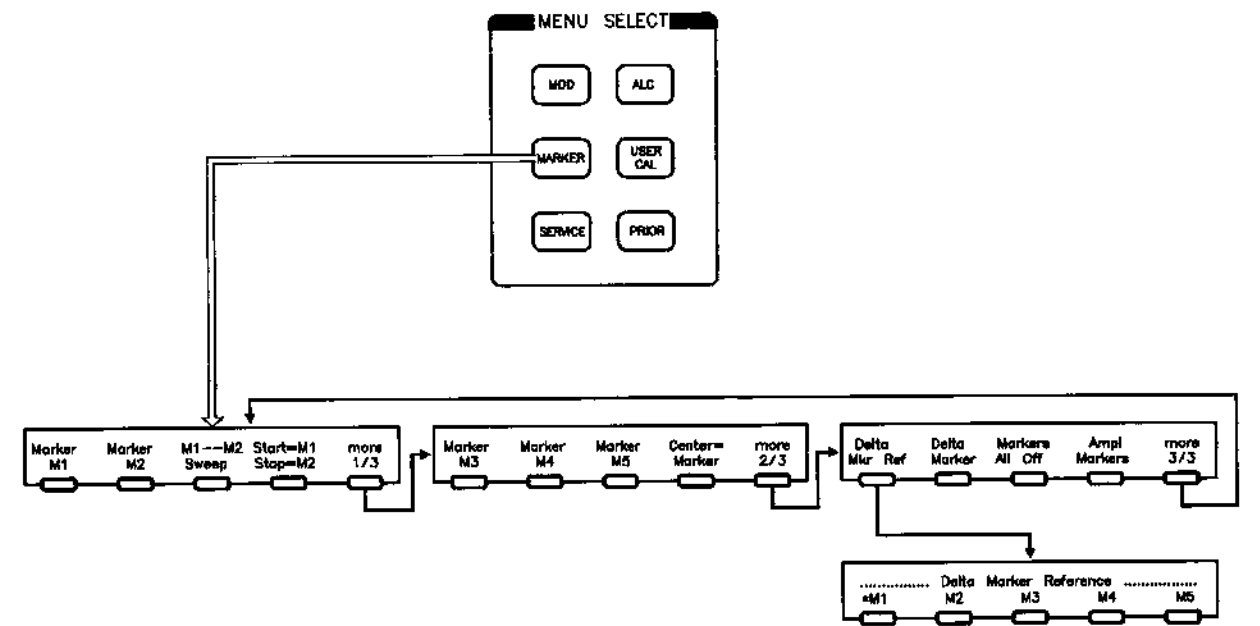 MENU SELECT
MOD ALC
MARKER USER CAL
SERVICE PRIOR
Marker M1
Marker M2
M1--M2 Sweep
Start=M1 Stop=M2
more 1/3
Marker M3
Marker M4
Marker M5
Center= Marker
more 2/3
Delta Mkr Ref
Delta Marker
Markers All Off
Ampl Markers
more 3/3
Delta Marker Reference
*M1 M2 M3 M4 M5